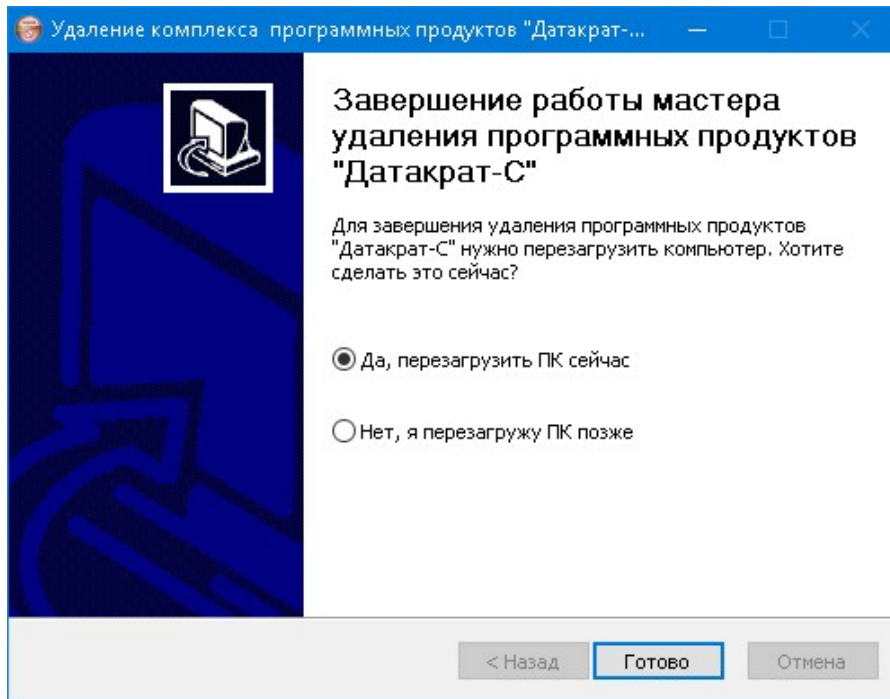 Удаление комплекса программных продуктов "Датакрат-...
Завершение работы мастера
удаления программных продуктов
"Датакрат-С"
Для завершения удаления программных продуктов
"Датакрат-С" нужно перезагрузить компьютер. Хотите
сделать это сейчас?
Да, перезагрузить ПК сейчас
Нет, я перезагружу ПК позже
< Назад
Готово
Отмена